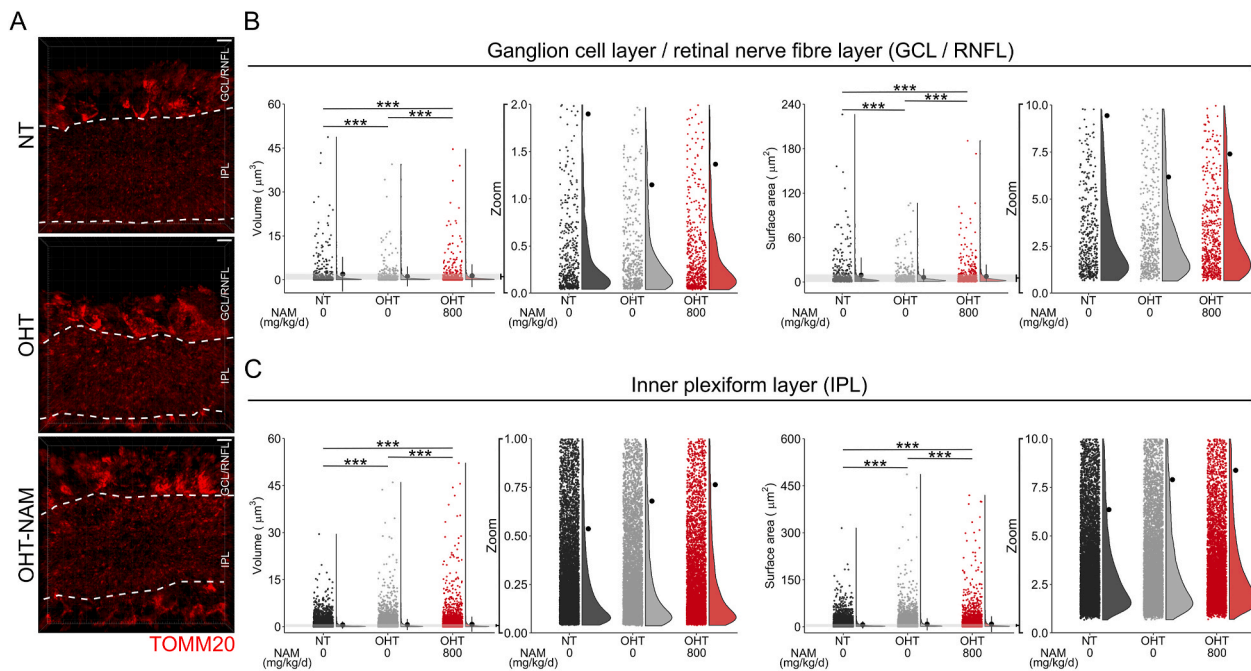 A
NT
GCL/RNFL
IPL
OHT
GCL/RNFL
IPL
OHT-NAM
GCL/RNFL
IPL
TOMM20
B
Ganglion cell layer / retinal nerve fibre layer (GCL / RNFL)
Volume ( μm³)
60
45
30
15
0
***
***
***
NT OHT OHT
NAM 0 0 800
(mg/kg/d)
Zoom
2.0
1.5
1.0
0.5
0.0
NT OHT OHT
NAM 0 0 800
(mg/kg/d)
Surface area ( μm²)
240
180
120
60
0
***
***
***
NT OHT OHT
NAM 0 0 800
(mg/kg/d)
Zoom
10.0
7.5
5.0
2.5
0.0
NT OHT OHT
NAM 0 0 800
(mg/kg/d)
C
Inner plexiform layer (IPL)
Volume ( μm³)
60
45
30
15
0
***
***
***
NT OHT OHT
NAM 0 0 800
(mg/kg/d)
Zoom
1.00
0.75
0.50
0.25
0.00
NT OHT OHT
NAM 0 0 800
(mg/kg/d)
Surface area ( μm²)
600
450
300
150
0
***
***
***
NT OHT OHT
NAM 0 0 800
(mg/kg/d)
Zoom
10.0
7.5
5.0
2.5
0.0
NT OHT OHT
NAM 0 0 800
(mg/kg/d)